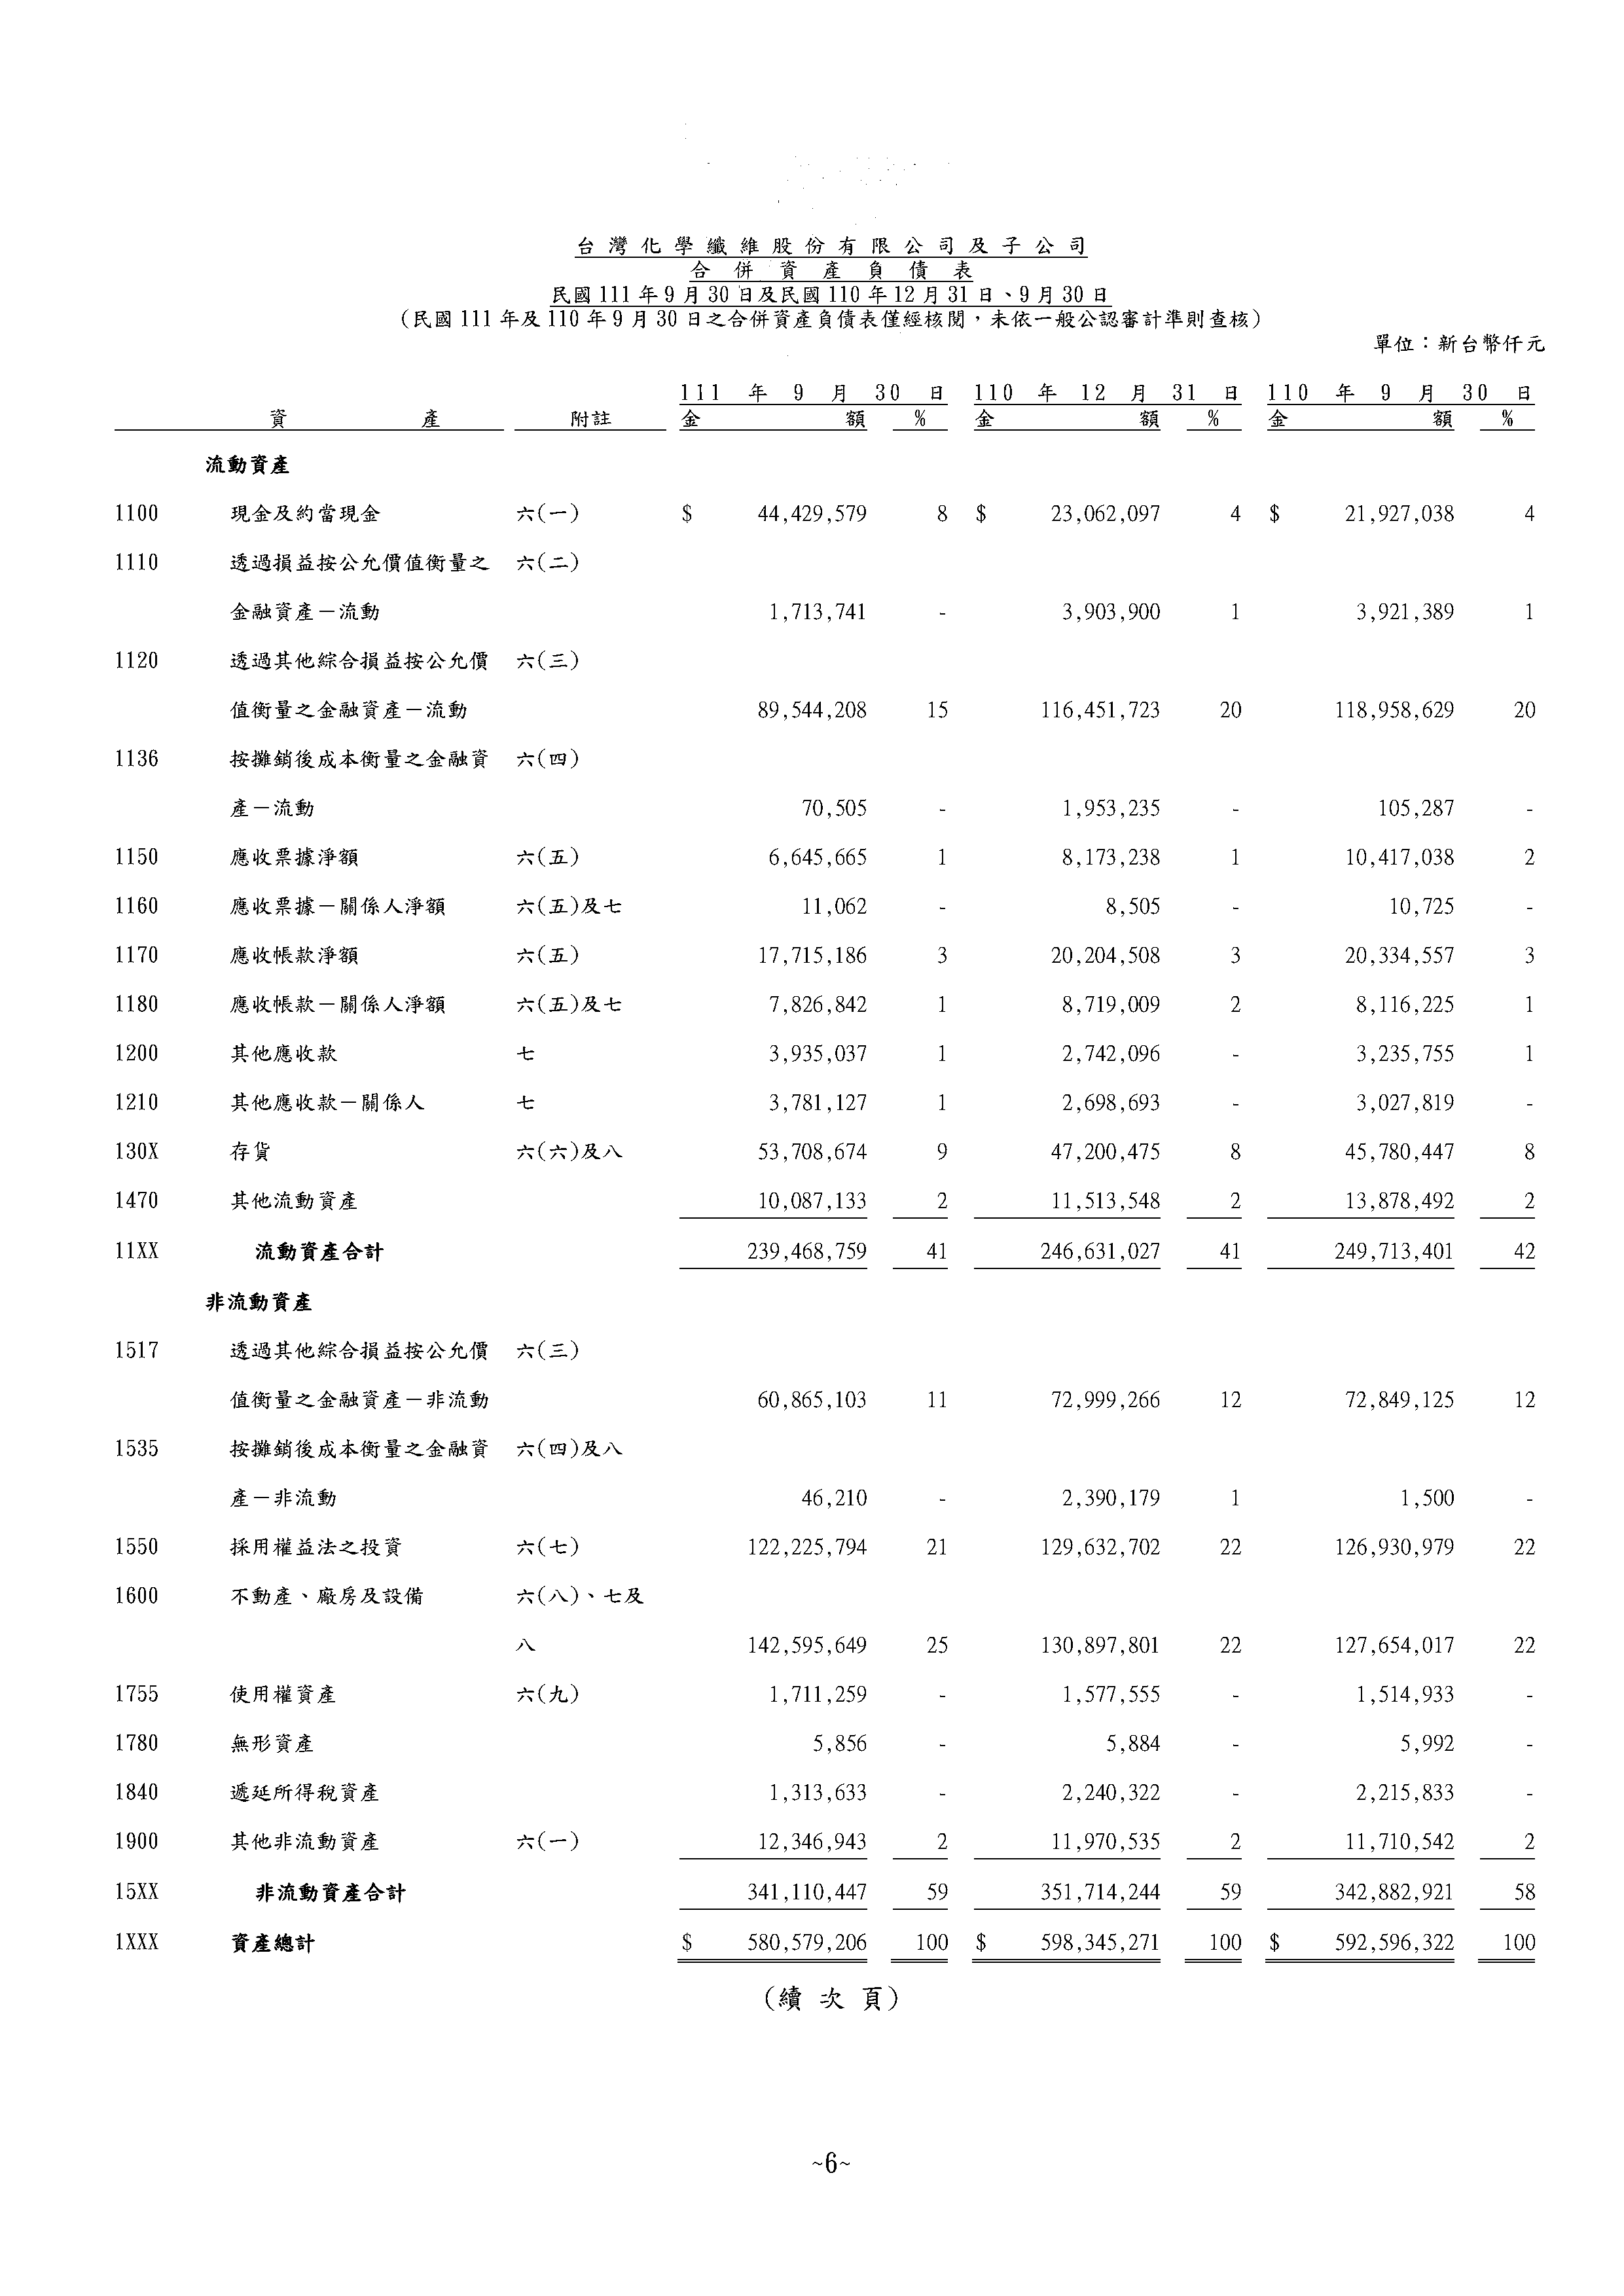 台灣化學纖維股份有限公司及子公司
合併資產負債表
民國111年9月30日及民國110年12月31日、9月30日
(民國111年及110年9月30日之合併資產負債表僅經核閱,未依一般公認審計準則查核)
單位:新台幣仟元
111年9月30日 110年12月31日 110年9月30日
資產 附註 金額 % 金額 % 金額 %
流動資產
1100 現金及約當現金 六(一) $ 44,429,579 8 $ 23,062,097 4 $ 21,927,038 4
1110 透過損益按公允價值衡量之 六(二)
金融資產-流動 1,713,741 - 3,903,900 1 3,921,389 1
1120 透過其他綜合損益按公允價 六(三)
值衡量之金融資產-流動 89,544,208 15 116,451,723 20 118,958,629 20
1136 按攤銷後成本衡量之金融資 六(四)
產-流動 70,505 - 1,953,235 - 105,287 -
1150 應收票據淨額 六(五) 6,645,665 1 8,173,238 1 10,417,038 2
1160 應收票據-關係人淨額 六(五)及七 11,062 - 8,505 - 10,725 -
1170 應收帳款淨額 六(五) 17,715,186 3 20,204,508 3 20,334,557 3
1180 應收帳款-關係人淨額 六(五)及七 7,826,842 1 8,719,009 2 8,116,225 1
1200 其他應收款 七 3,935,037 1 2,742,096 - 3,235,755 1
1210 其他應收款-關係人 七 3,781,127 1 2,698,693 - 3,027,819 -
130X 存貨 六(六)及八 53,708,674 9 47,200,475 8 45,780,447 8
1470 其他流動資產 10,087,133 2 11,513,548 2 13,878,492 2
11XX 流動資產合計 239,468,759 41 246,631,027 41 249,713,401 42
非流動資產
1517 透過其他綜合損益按公允價 六(三)
值衡量之金融資產-非流動 60,865,103 11 72,999,266 12 72,849,125 12
1535 按攤銷後成本衡量之金融資 六(四)及八
產-非流動 46,210 - 2,390,179 1 1,500 -
1550 採用權益法之投資 六(七) 122,225,794 21 129,632,702 22 126,930,979 22
1600 不動產、廠房及設備 六(八)、七及
八 142,595,649 25 130,897,801 22 127,654,017 22
1755 使用權資產 六(九) 1,711,259 - 1,577,555 - 1,514,933 -
1780 無形資產 5,856 - 5,884 - 5,992 -
1840 遞延所得稅資產 1,313,633 - 2,240,322 - 2,215,833 -
1900 其他非流動資產 六(一) 12,346,943 2 11,970,535 2 11,710,542 2
15XX 非流動資產合計 341,110,447 59 351,714,244 59 342,882,921 58
1XXX 資產總計 $ 580,579,206 100 $ 598,345,271 100 $ 592,596,322 100
(續次頁)
~6~